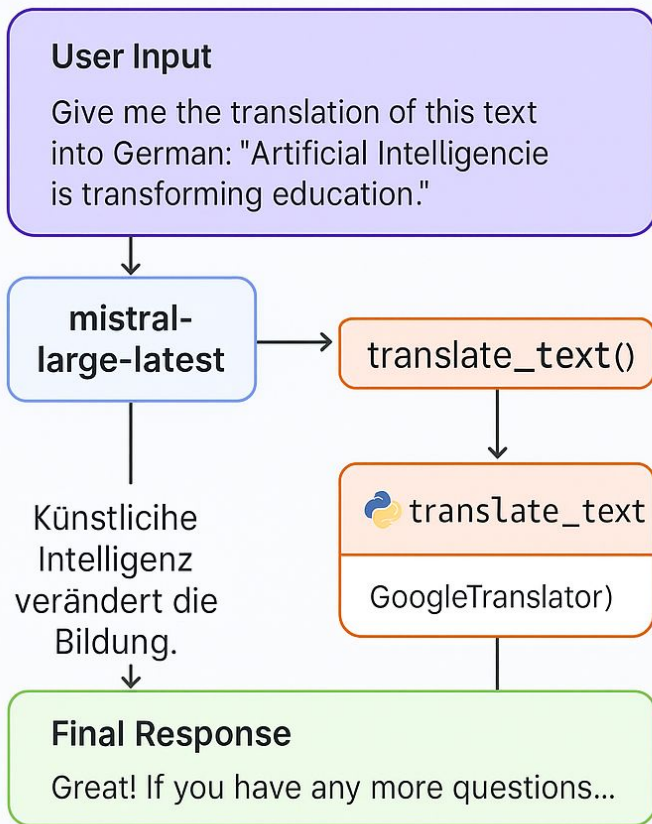 User Input
Give me the translation of this text
into German: "Artificial Intelligencie
is transforming education."
mistral-
large-latest
translate_text()
translate_text
GoogleTranslator)
Künstlicihe
Intelligenz
verändert die
Bildung.
Final Response
Great! If you have any more questions...